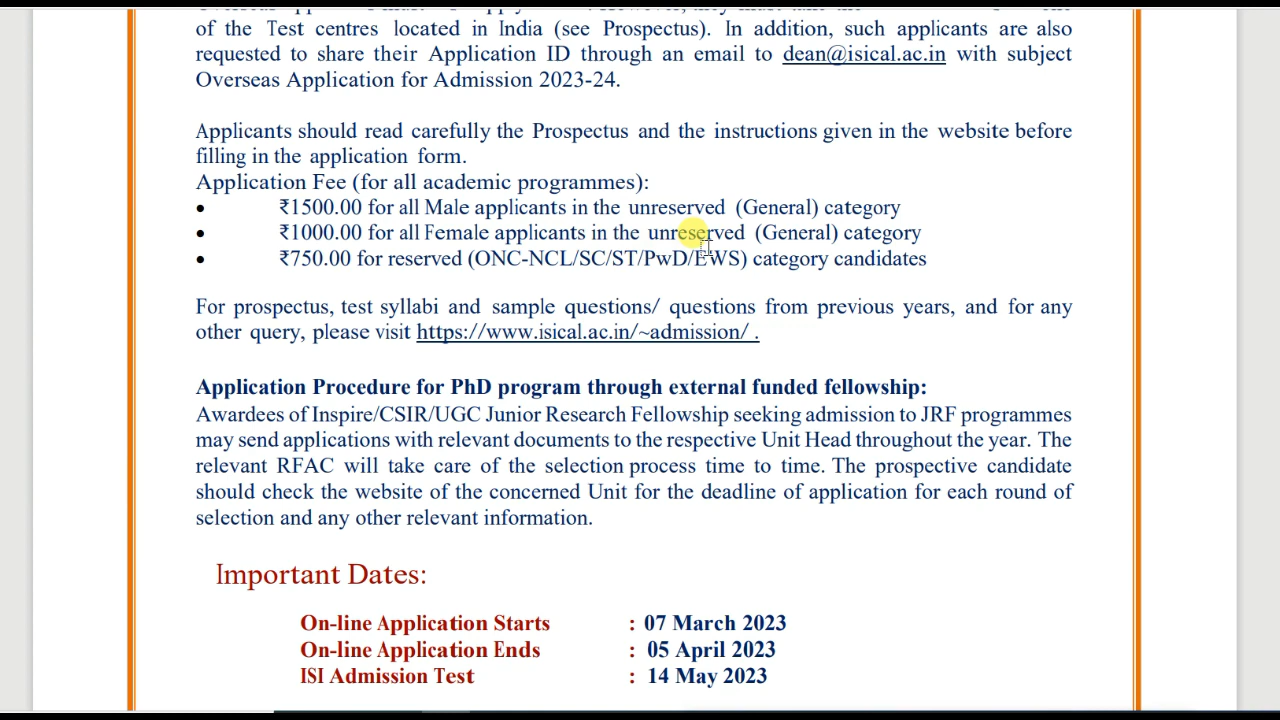 of the Test centres located in India (see Prospectus). In addition, such applicants are also
requested to share their Application ID through an email to dean@isical.ac.in with subject
Overseas Application for Admission 2023-24.
Applicants should read carefully the Prospectus and the instructions given in the website before
filling in the application form.
Application Fee (for all academic programmes):
• ₹1500.00 for all Male applicants in the unreserved (General) category
• ₹1000.00 for all Female applicants in the unreserved (General) category
• ₹750.00 for reserved (ONC-NCL/SC/ST/PwD/EWS) category candidates
For prospectus, test syllabi and sample questions/ questions from previous years, and for any
other query, please visit https://www.isical.ac.in/~admission/ .
Application Procedure for PhD program through external funded fellowship:
Awardees of Inspire/CSIR/UGC Junior Research Fellowship seeking admission to JRF programmes
may send applications with relevant documents to the respective Unit Head throughout the year. The
relevant RFAC will take care of the selection process time to time. The prospective candidate
should check the website of the concerned Unit for the deadline of application for each round of
selection and any other relevant information.
Important Dates:
On-line Application Starts : 07 March 2023
On-line Application Ends : 05 April 2023
ISI Admission Test : 14 May 2023